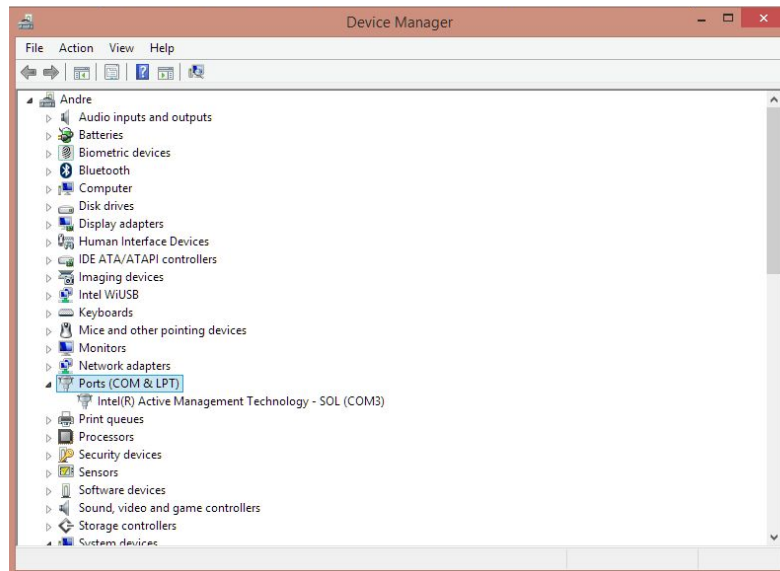 Device Manager
File Action View Help
Andre
Audio inputs and outputs
Batteries
Biometric devices
Bluetooth
Computer
Disk drives
Display adapters
Human Interface Devices
IDE ATA/ATAPI controllers
Imaging devices
Intel WiUSB
Keyboards
Mice and other pointing devices
Monitors
Network adapters
Ports (COM & LPT)
Intel(R) Active Management Technology - SOL (COM3)
Print queues
Processors
Security devices
Sensors
Software devices
Sound, video and game controllers
Storage controllers
System devices